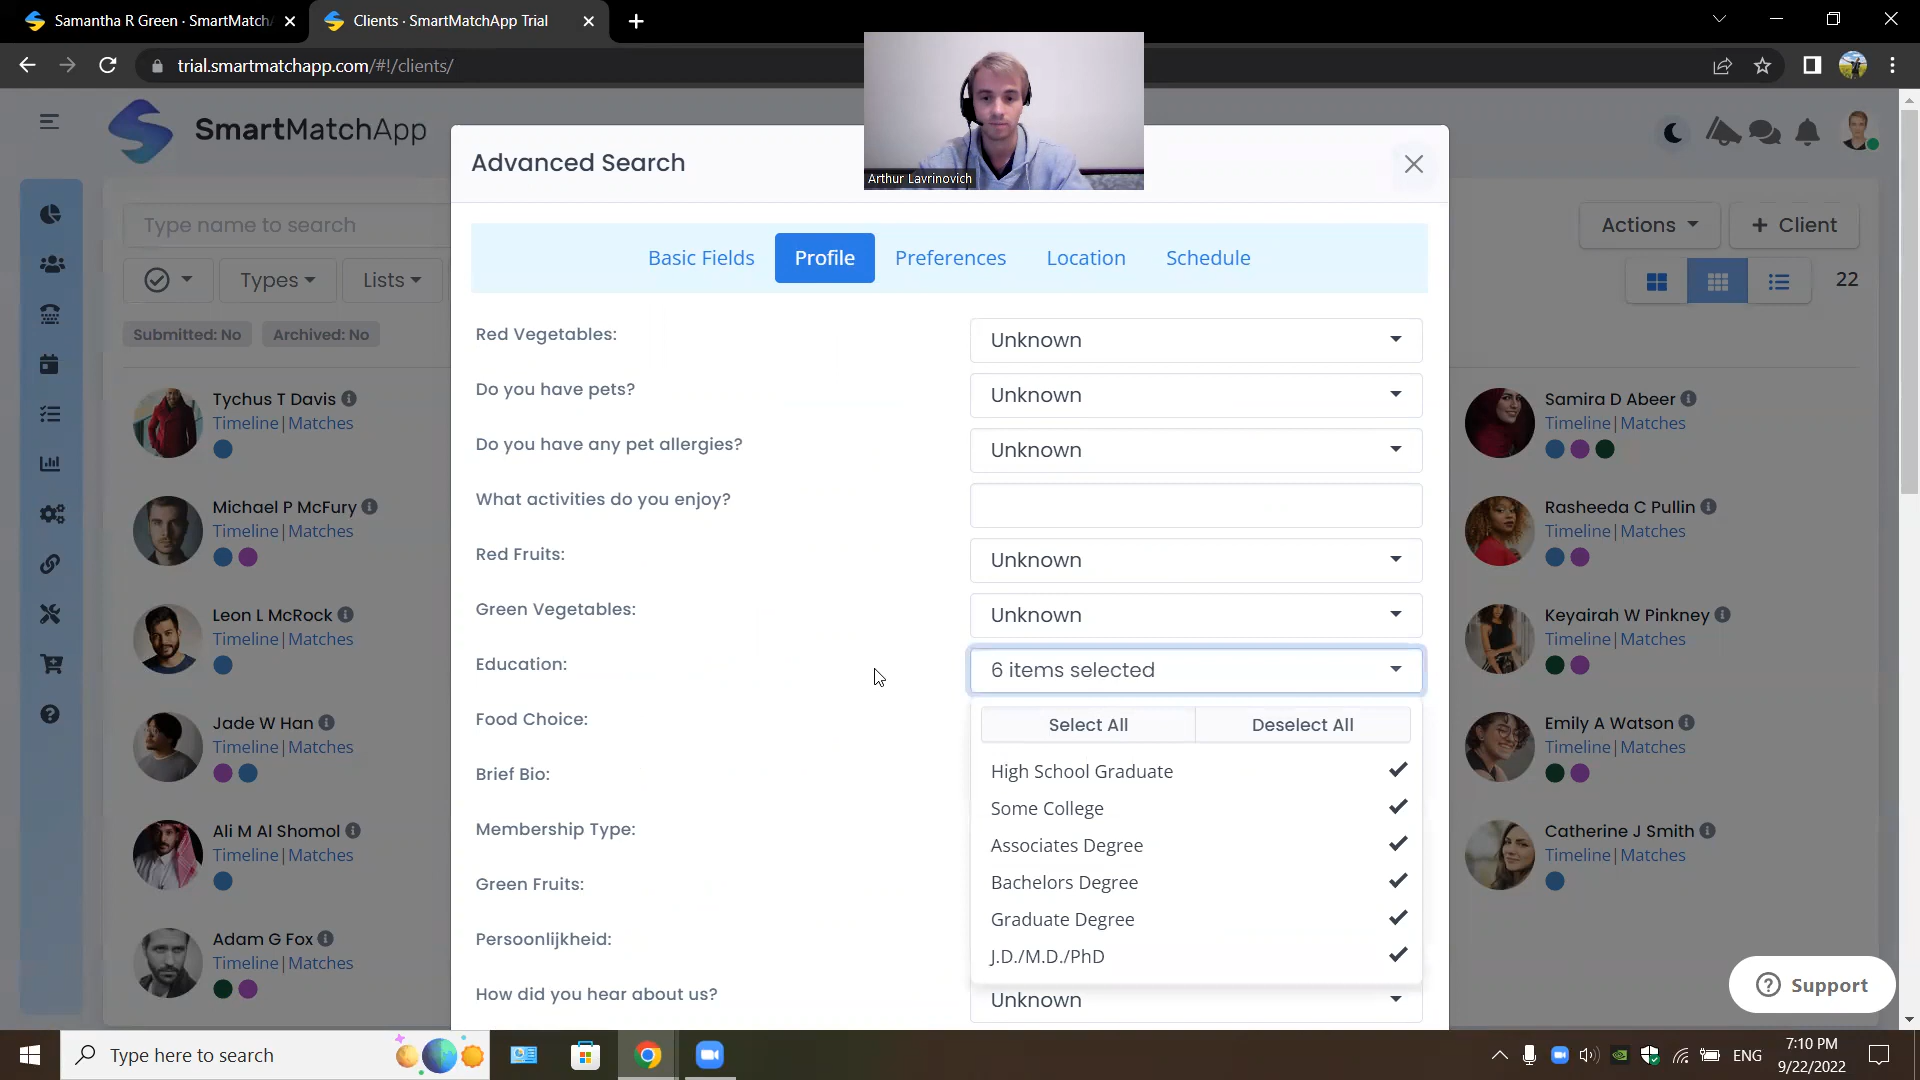 Samantha R Green · SmartMatch
Clients · SmartMatchApp Trial
trial.smartmatchapp.com/#!/clients/
Arthur Lavrinovich
SmartMatchApp
Advanced Search
Type name to search
Actions
+ Client
Basic Fields
Profile
Preferences
Location
Schedule
Types
Lists
22
Submitted: No
Archived: No
Red Vegetables:
Unknown
Do you have pets?
Unknown
Do you have any pet allergies?
Unknown
What activities do you enjoy?
Red Fruits:
Unknown
Green Vegetables:
Unknown
Education:
6 items selected
Food Choice:
Select All
Deselect All
Brief Bio:
High School Graduate
Some College
Membership Type:
Associates Degree
Green Fruits:
Bachelors Degree
Graduate Degree
Persoonlijkheid:
J.D./M.D./PhD
How did you hear about us?
Unknown
Tychus T Davis
Timeline|Matches
Michael P McFury
Timeline|Matches
Leon L McRock
Timeline|Matches
Jade W Han
Timeline|Matches
Ali M Al Shomol
Timeline|Matches
Adam G Fox
Timeline|Matches
Samira D Abeer
Timeline|Matches
Rasheeda C Pullin
Timeline|Matches
Keyairah W Pinkney
Timeline|Matches
Emily A Watson
Timeline|Matches
Catherine J Smith
Timeline|Matches
Support
Type here to search
ENG
7:10 PM
9/22/2022